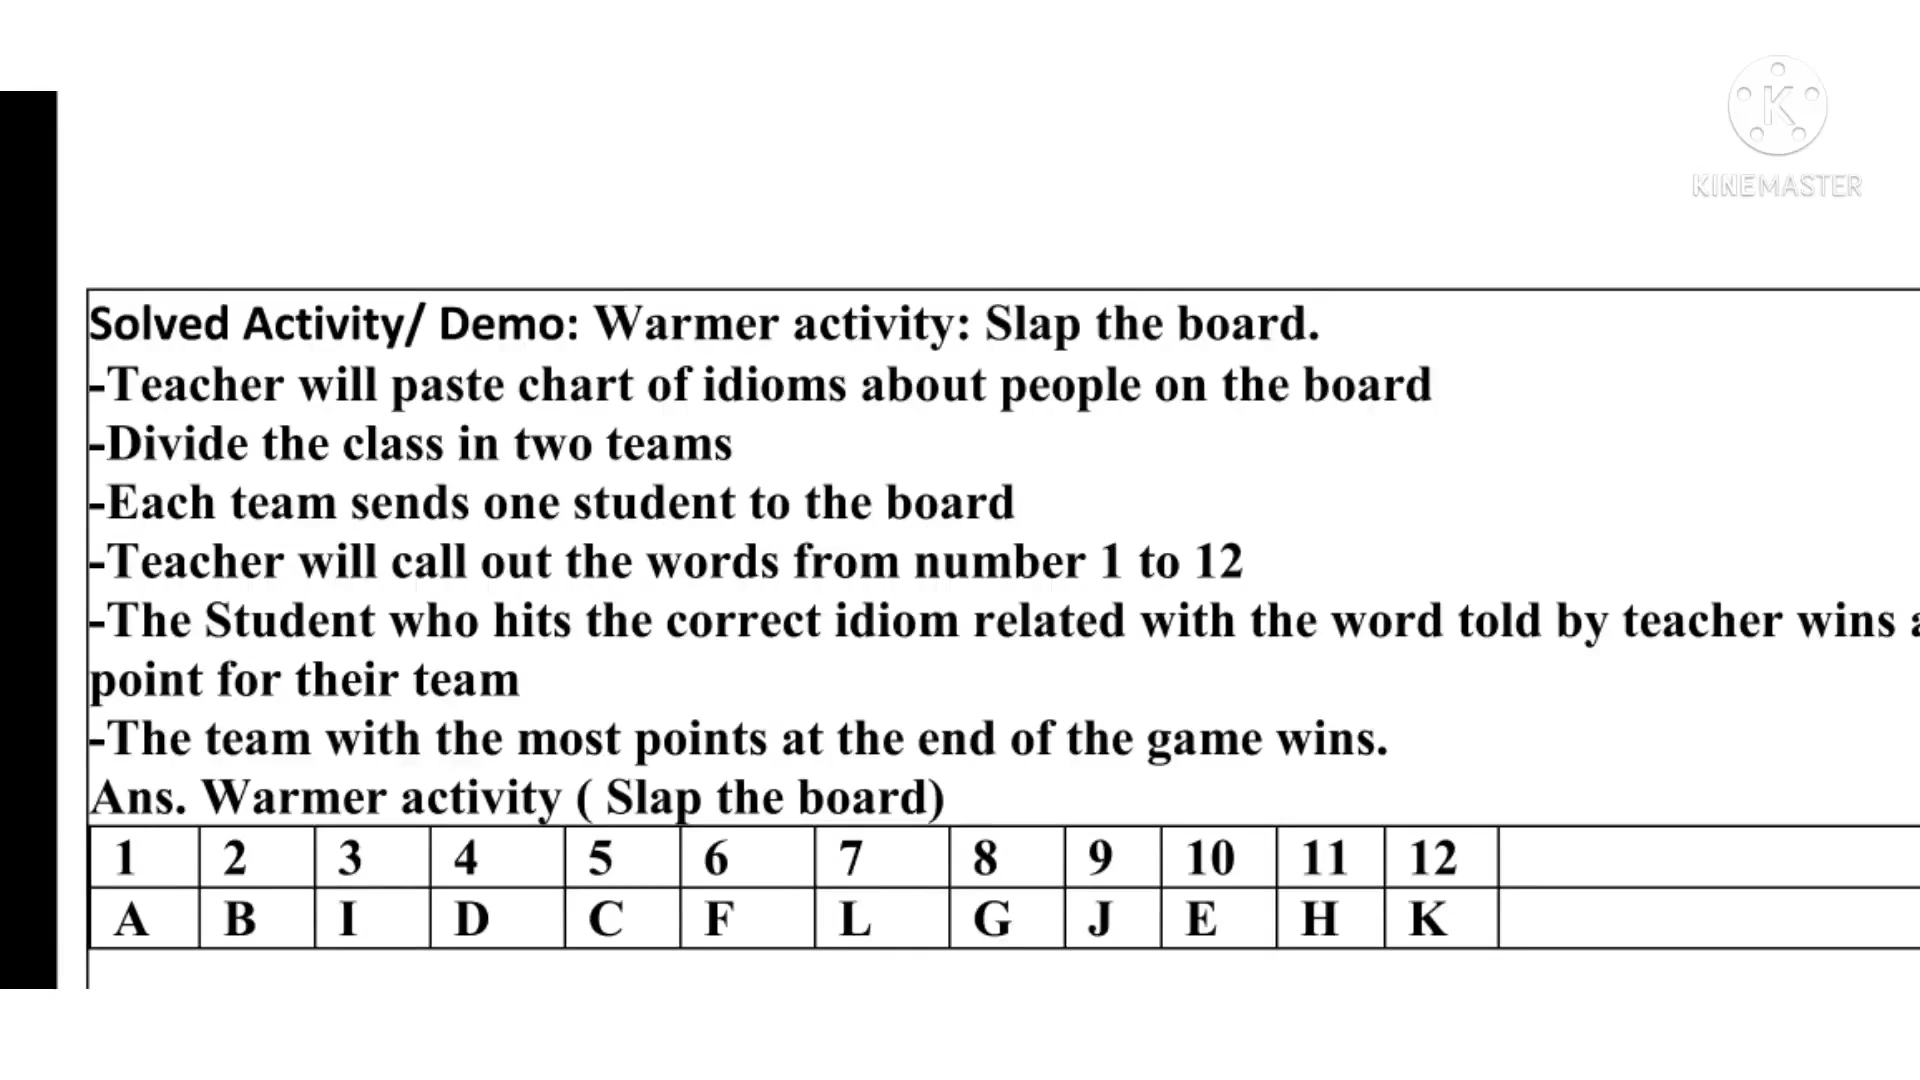 K
KINEMASTER
Solved Activity/ Demo: Warmer activity: Slap the board.
-Teacher will paste chart of idioms about people on the board
-Divide the class in two teams
-Each team sends one student to the board
-Teacher will call out the words from number 1 to 12
-The Student who hits the correct idiom related with the word told by teacher wins a
point for their team
-The team with the most points at the end of the game wins.
Ans. Warmer activity ( Slap the board)
1 2 3 4 5 6 7 8 9 10 11 12
A B I D C F L G J E H K